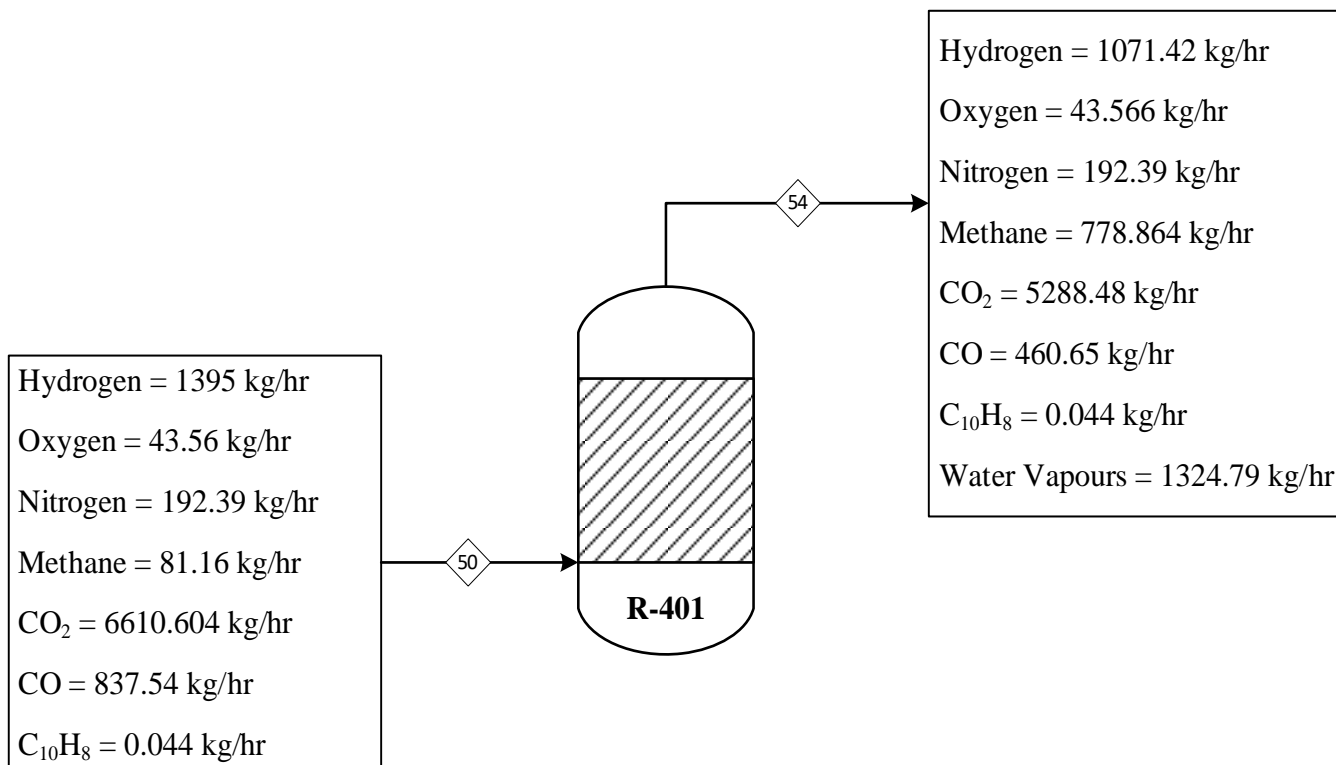 Hydrogen = 1395 kg/hr
Oxygen = 43.56 kg/hr
Nitrogen = 192.39 kg/hr
Methane = 81.16 kg/hr
CO₂ = 6610.604 kg/hr
CO = 837.54 kg/hr
C₁₀H₈ = 0.044 kg/hr
50
R-401
54
Hydrogen = 1071.42 kg/hr
Oxygen = 43.566 kg/hr
Nitrogen = 192.39 kg/hr
Methane = 778.864 kg/hr
CO₂ = 5288.48 kg/hr
CO = 460.65 kg/hr
C₁₀H₈ = 0.044 kg/hr
Water Vapours = 1324.79 kg/hr